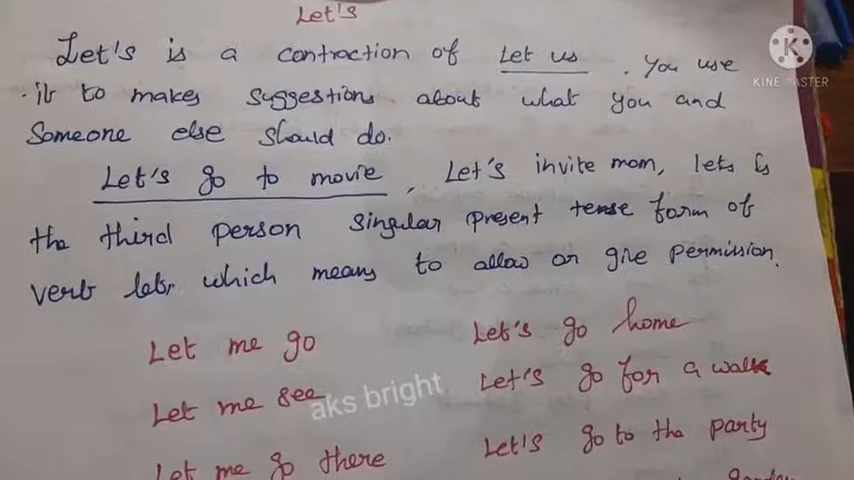 Let's
Let's is a contraction of Let us. You use
it to makes suggestions about what you and
Someone else should do.
Let's go to movie, Let's invite mom, lets is
the third person singular present tense form of
verb let, which means to allow or give permission.
Let me go
Let me see
Let me go there
Let's go home
Let's go for a walk
Let's go to the party
KINEMASTER
aks bright